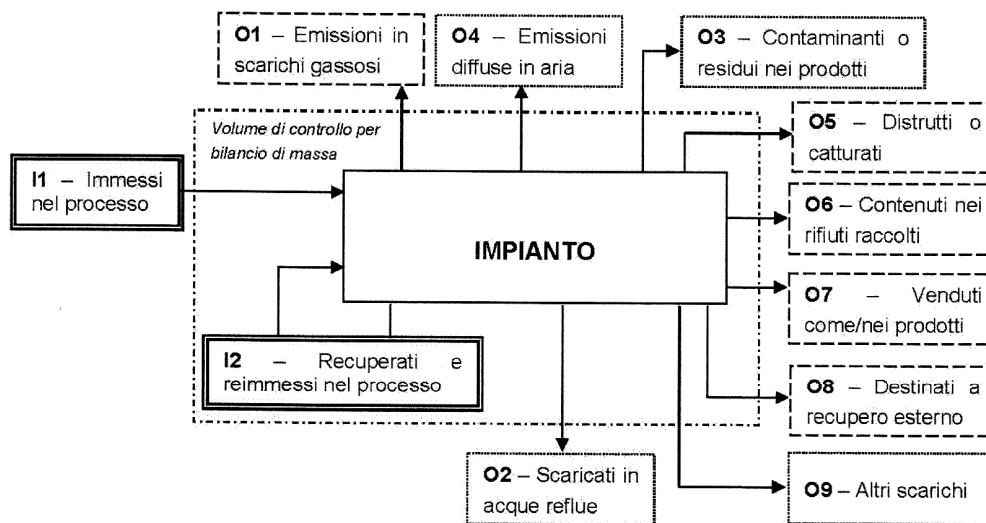 O1 – Emissioni in
scarichi gassosi
O4 – Emissioni
diffuse in aria
O3 – Contaminanti o
residui nei prodotti
Volume di controllo per
bilancio di massa
O5 – Distrutti o
catturati
I1 – Immessi
nel processo
IMPIANTO
O6 – Contenuti nei
rifiuti raccolti
O7 – Venduti
come/nei prodotti
I2 – Recuperati e
reimmessi nel processo
O8 – Destinati a
recupero esterno
O2 – Scaricati in
acque reflue
O9 – Altri scarichi